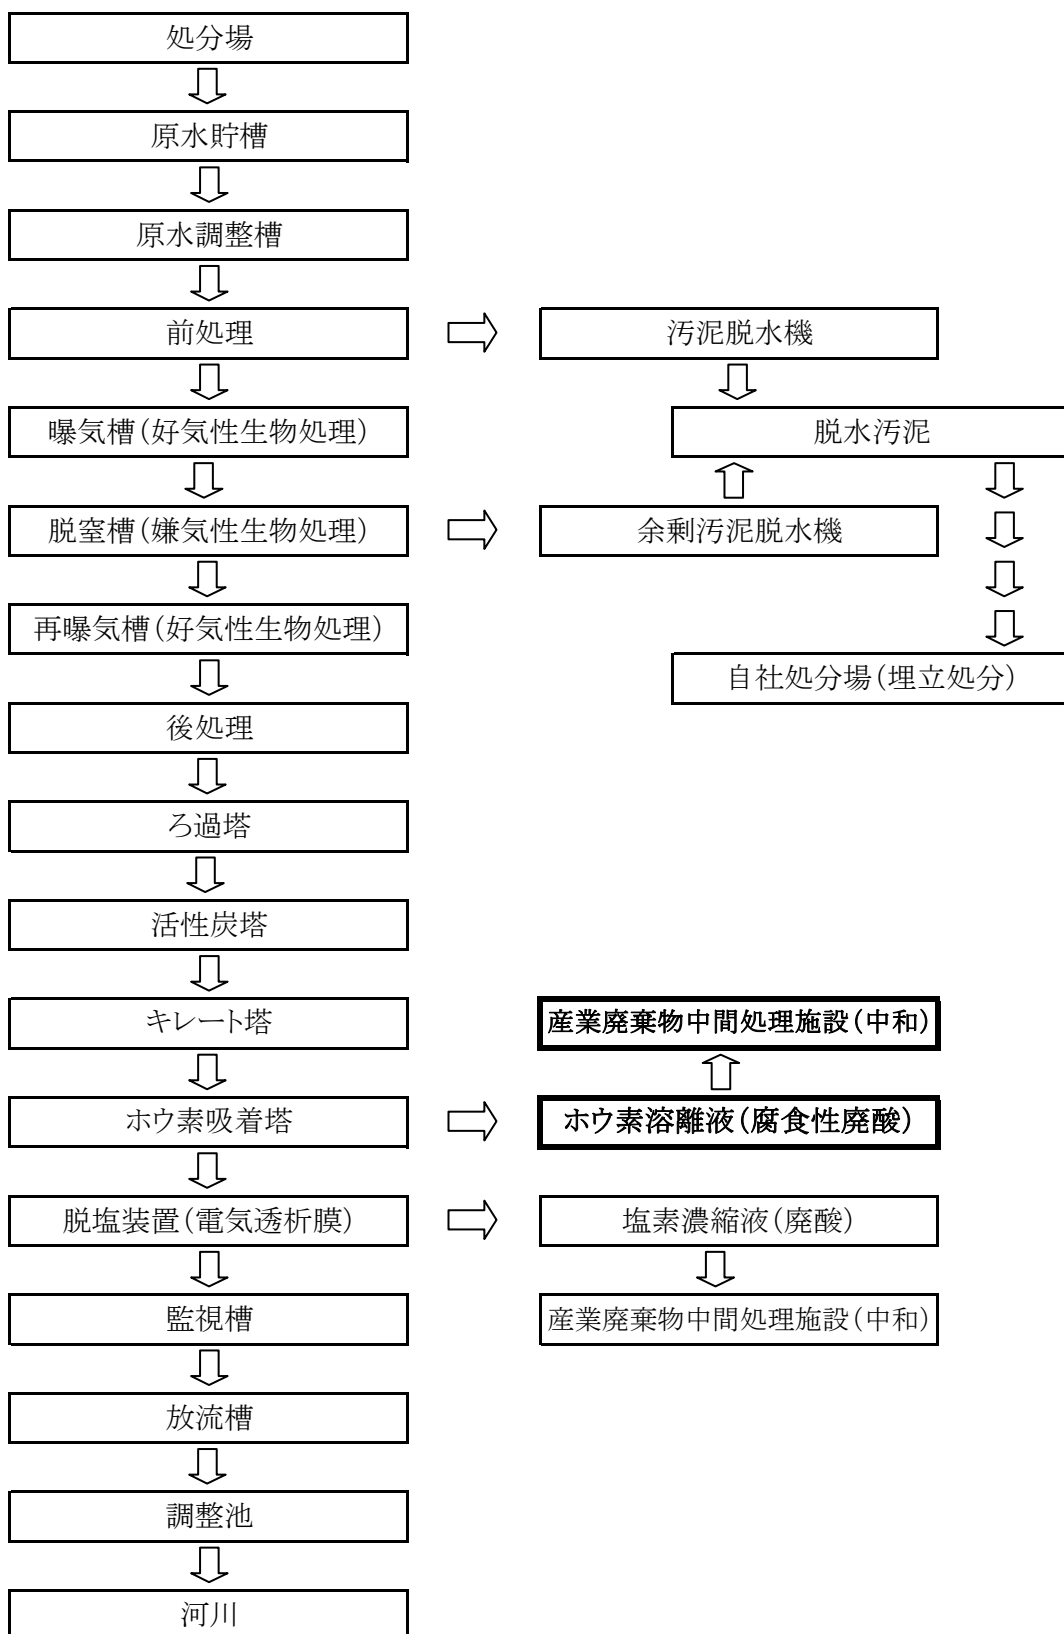 処分場
原水貯槽
原水調整槽
前処理
汚泥脱水機
曝気槽(好気性生物処理)
脱水汚泥
脱窒槽(嫌気性生物処理)
余剰汚泥脱水機
再曝気槽(好気性生物処理)
自社処分場(埋立処分)
後処理
ろ過塔
活性炭塔
キレート塔
産業廃棄物中間処理施設(中和)
ホウ素吸着塔
ホウ素溶離液(腐食性廃酸)
脱塩装置(電気透析膜)
塩素濃縮液(廃酸)
監視槽
産業廃棄物中間処理施設(中和)
放流槽
調整池
河川